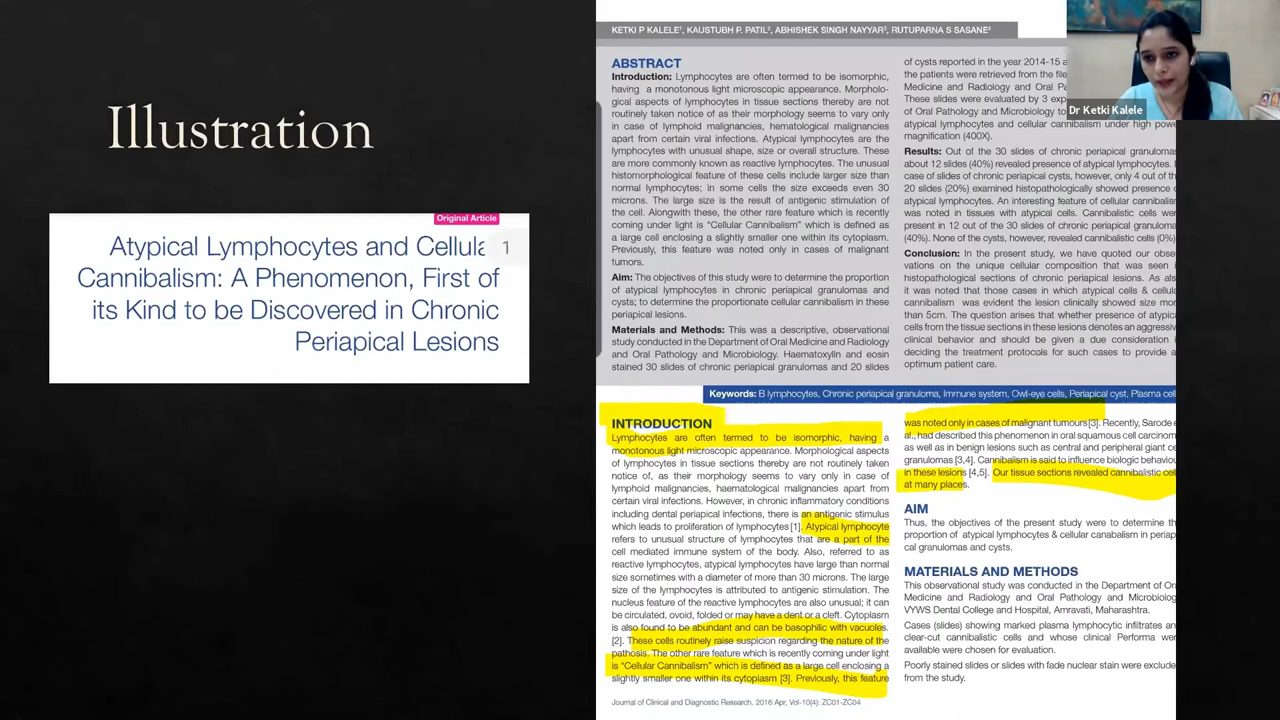 Illustration
Original Article
Atypical Lymphocytes and Cellula
1
Cannibalism: A Phenomenon, First of
its Kind to be Discovered in Chronic
Periapical Lesions
KETKI P KALELE¹, KAUSTUBH P. PATIL², ABHISHEK SINGH NAYYAR³, RUTUPARNA S SASANE⁴
ABSTRACT
Introduction: Lymphocytes are often termed to be isomorphic,
having a monotonous light microscopic appearance. Morpholo-
gical aspects of lymphocytes in tissue sections thereby are not
routinely taken notice of as their morphology seems to vary only
in case of lymphoid malignancies, hematological malignancies
apart from certain viral infections. Atypical lymphocytes are the
lymphocytes with unusual shape, size or overall structure. These
are more commonly known as reactive lymphocytes. The unusual
histomorphological feature of these cells include larger size than
normal lymphocytes; in some cells the size exceeds even 30
microns. The large size is the result of antigenic stimulation of
the cell. Alongwith these, the other rare feature which is recently
coming under light is “Cellular Cannibalism” which is defined as
a large cell enclosing a slightly smaller one within its cytoplasm.
Previously, this feature was noted only in cases of malignant
tumors.
Aim: The objectives of this study were to determine the proportion
of atypical lymphocytes in chronic periapical granulomas and
cysts; to determine the proportionate cellular cannibalism in these
periapical lesions.
Materials and Methods: This was a descriptive, observational
study conducted in the Department of Oral Medicine and Radiology
and Oral Pathology and Microbiology. Haematoxylin and eosin
stained 30 slides of chronic periapical granulomas and 20 slides
of cysts reported in the year 2014-15 a
the patients were retrieved from the file
Medicine and Radiology and Oral Pa
These slides were evaluated by 3 exp
of Oral Pathology and Microbiology to
atypical lymphocytes and cellular cannibalism under high powe
magnification (400X).
Results: Out of the 30 slides of chronic periapical granulomas
about 12 slides (40%) revealed presence of atypical lymphocytes. I
case of slides of chronic periapical cysts, however, only 4 out of the
20 slides (20%) examined histopathologically showed presence o
atypical lymphocytes. An interesting feature of cellular cannibalism
was noted in tissues with atypical cells. Cannibalistic cells were
present in 12 out of the 30 slides of chronic periapical granuloma
(40%). None of the cysts, however, revealed cannibalistic cells (0%)
Conclusion: In the present study, we have quoted our obse
vations on the unique cellular composition that was seen i
histopathological sections of chronic periapical lesions. As als
it was noted that those cases in which atypical cells & cellula
cannibalism was evident the lesion clinically showed size mor
than 5cm. The question arises that whether presence of atypica
cells from the tissue sections in these lesions denotes an aggressiv
clinical behavior and should be given a due consideration i
deciding the treatment protocols for such cases to provide a
optimum patient care.
Dr Ketki Kalele
Keywords: B lymphocytes, Chronic periapical granuloma, Immune system, Owl-eye cells, Periapical cyst, Plasma cell
INTRODUCTION
Lymphocytes are often termed to be isomorphic, having a
monotonous light microscopic appearance. Morphological aspects
of lymphocytes in tissue sections thereby are not routinely taken
notice of, as their morphology seems to vary only in case of
lymphoid malignancies, haematological malignancies apart from
certain viral infections. However, in chronic inflammatory conditions
including dental periapical infections, there is an antigenic stimulus
which leads to proliferation of lymphocytes [1]. Atypical lymphocyte
refers to unusual structure of lymphocytes that are a part of the
cell mediated immune system of the body. Also, referred to as
reactive lymphocytes, atypical lymphocytes have large than normal
size sometimes with a diameter of more than 30 microns. The large
size of the lymphocytes is attributed to antigenic stimulation. The
nucleus feature of the reactive lymphocytes are also unusual; it can
be circulated, ovoid, folded or may have a dent or a cleft. Cytoplasm
is also found to be abundant and can be basophilic with vacuoles.
[2]. These cells routinely raise suspicion regarding the nature of the
pathosis. The other rare feature which is recently coming under light
is “Cellular Cannibalism” which is defined as a large cell enclosing a
slightly smaller one within its cytoplasm [3]. Previously, this feature
was noted only in cases of malignant tumours[3]. Recently, Sarode e
al., had described this phenomenon in oral squamous cell carcinom
as well as in benign lesions such as central and peripheral giant ce
granulomas [3,4]. Cannibalism is said to influence biologic behaviou
in these lesions [4,5]. Our tissue sections revealed cannibalistic cel
at many places.
AIM
Thus, the objectives of the present study were to determine th
proportion of atypical lymphocytes & cellular canabalism in periap
cal granulomas and cysts.
MATERIALS AND METHODS
This observational study was conducted in the Department of Or
Medicine and Radiology and Oral Pathology and Microbiolog
VYWS Dental College and Hospital, Amravati, Maharashtra.
Cases (slides) showing marked plasma lymphocytic infiltrates an
clear-cut cannibalistic cells and whose clinical Performa wer
available were chosen for evaluation.
Poorly stained slides or slides with fade nuclear stain were exclude
from the study.
Journal of Clinical and Diagnostic Research. 2016 Apr, Vol-10(4): ZC01-ZC04